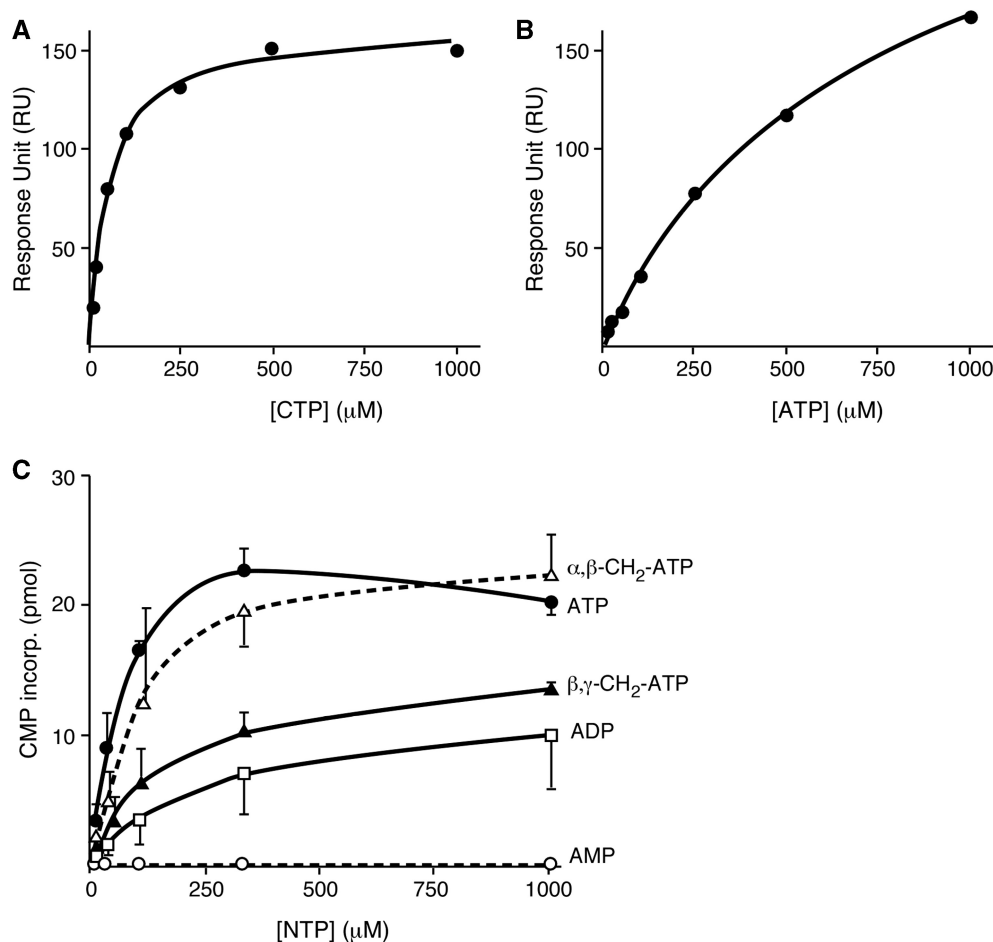 A
Response Unit (RU)
150
100
50
0 250 500 750 1000
[CTP] (μM)
B
Response Unit (RU)
150
100
50
0 250 500 750 1000
[ATP] (μM)
C
CMP incorp. (pmol)
30
20
10
α,β-CH2-ATP
ATP
β,γ-CH2-ATP
ADP
AMP
0 250 500 750 1000
[NTP] (μM)